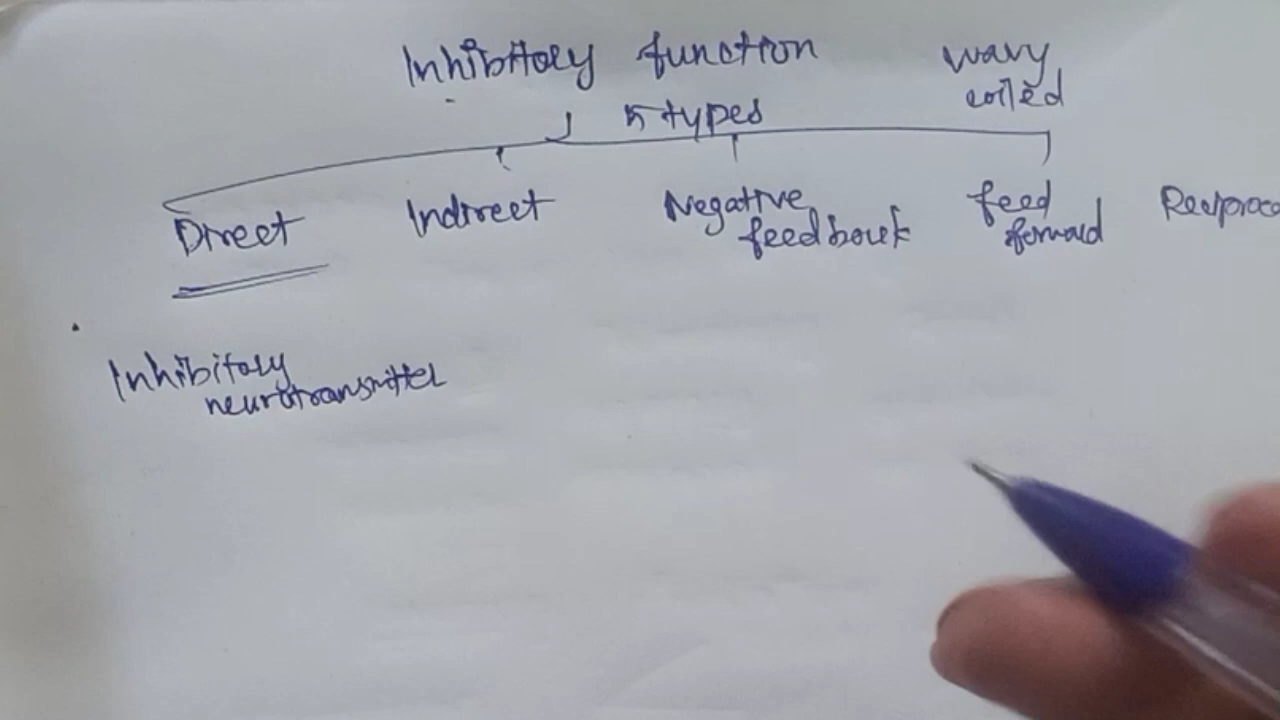 Inhibitory function
wavy
coiled
5 types
Direct
Indirect
Negative
feedback
feed
forward
Inhibitory
neurotransmitter